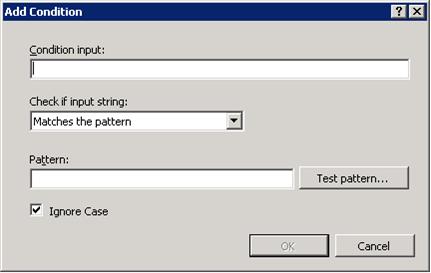 Add Condition
Condition input:
Check if input string:
Matches the pattern
Pattern:
Test pattern...
Ignore Case
OK Cancel